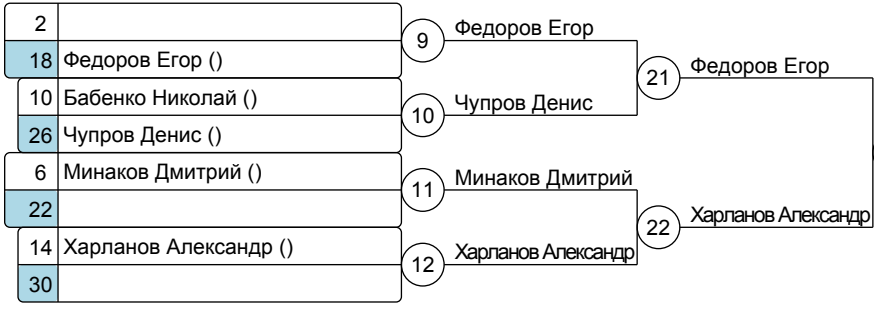 2
18 Федоров Егор ()
9 Федоров Егор
10 Бабенко Николай ()
26 Чупров Денис ()
10 Чупров Денис
21 Федоров Егор
6 Минаков Дмитрий ()
22
11 Минаков Дмитрий
14 Харланов Александр ()
30
12 Харланов Александр
22 Харланов Александр